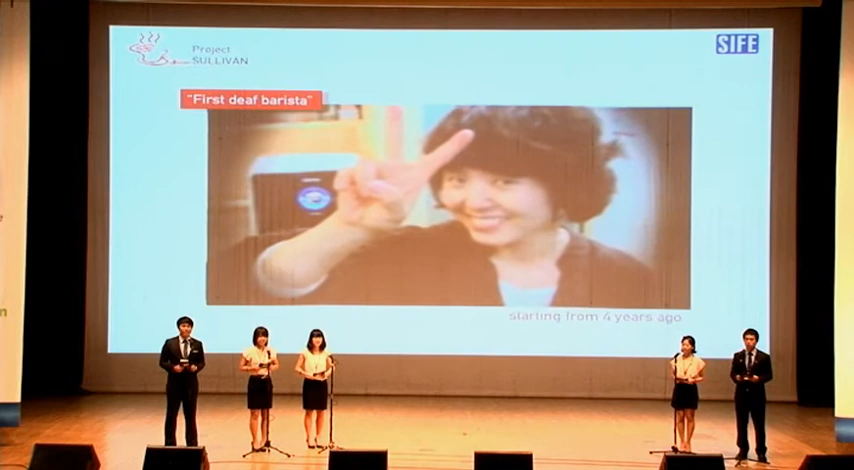 Project
SULLIVAN
SIFE
"First deaf barista"
starting from 4 years ago